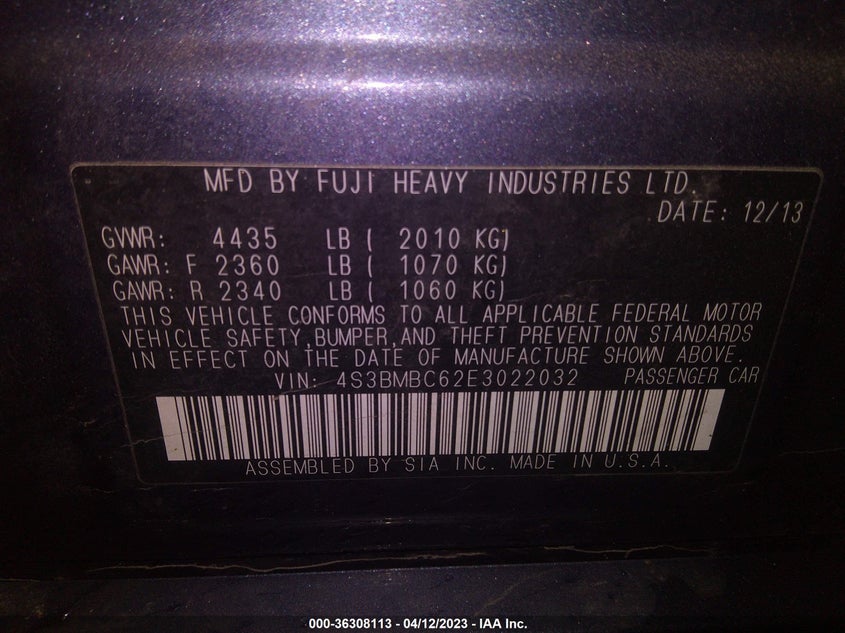 MFD BY FUJI HEAVY INDUSTRIES LTD.
DATE: 12/13
GVWR: 4435 LB ( 2010 KG)
GAWR: F 2360 LB ( 1070 KG)
GAWR: R 2340 LB ( 1060 KG)
THIS VEHICLE CONFORMS TO ALL APPLICABLE FEDERAL MOTOR
VEHICLE SAFETY,BUMPER,AND THEFT PREVENTION STANDARDS
IN EFFECT ON THE DATE OF MANUFACTURE SHOWN ABOVE.
VIN: 4S3BMBC62E3022032 PASSENGER CAR
ASSEMBLED BY SIA INC. MADE IN U.S.A.
000-36308113 - 04/12/2023 - IAA Inc.